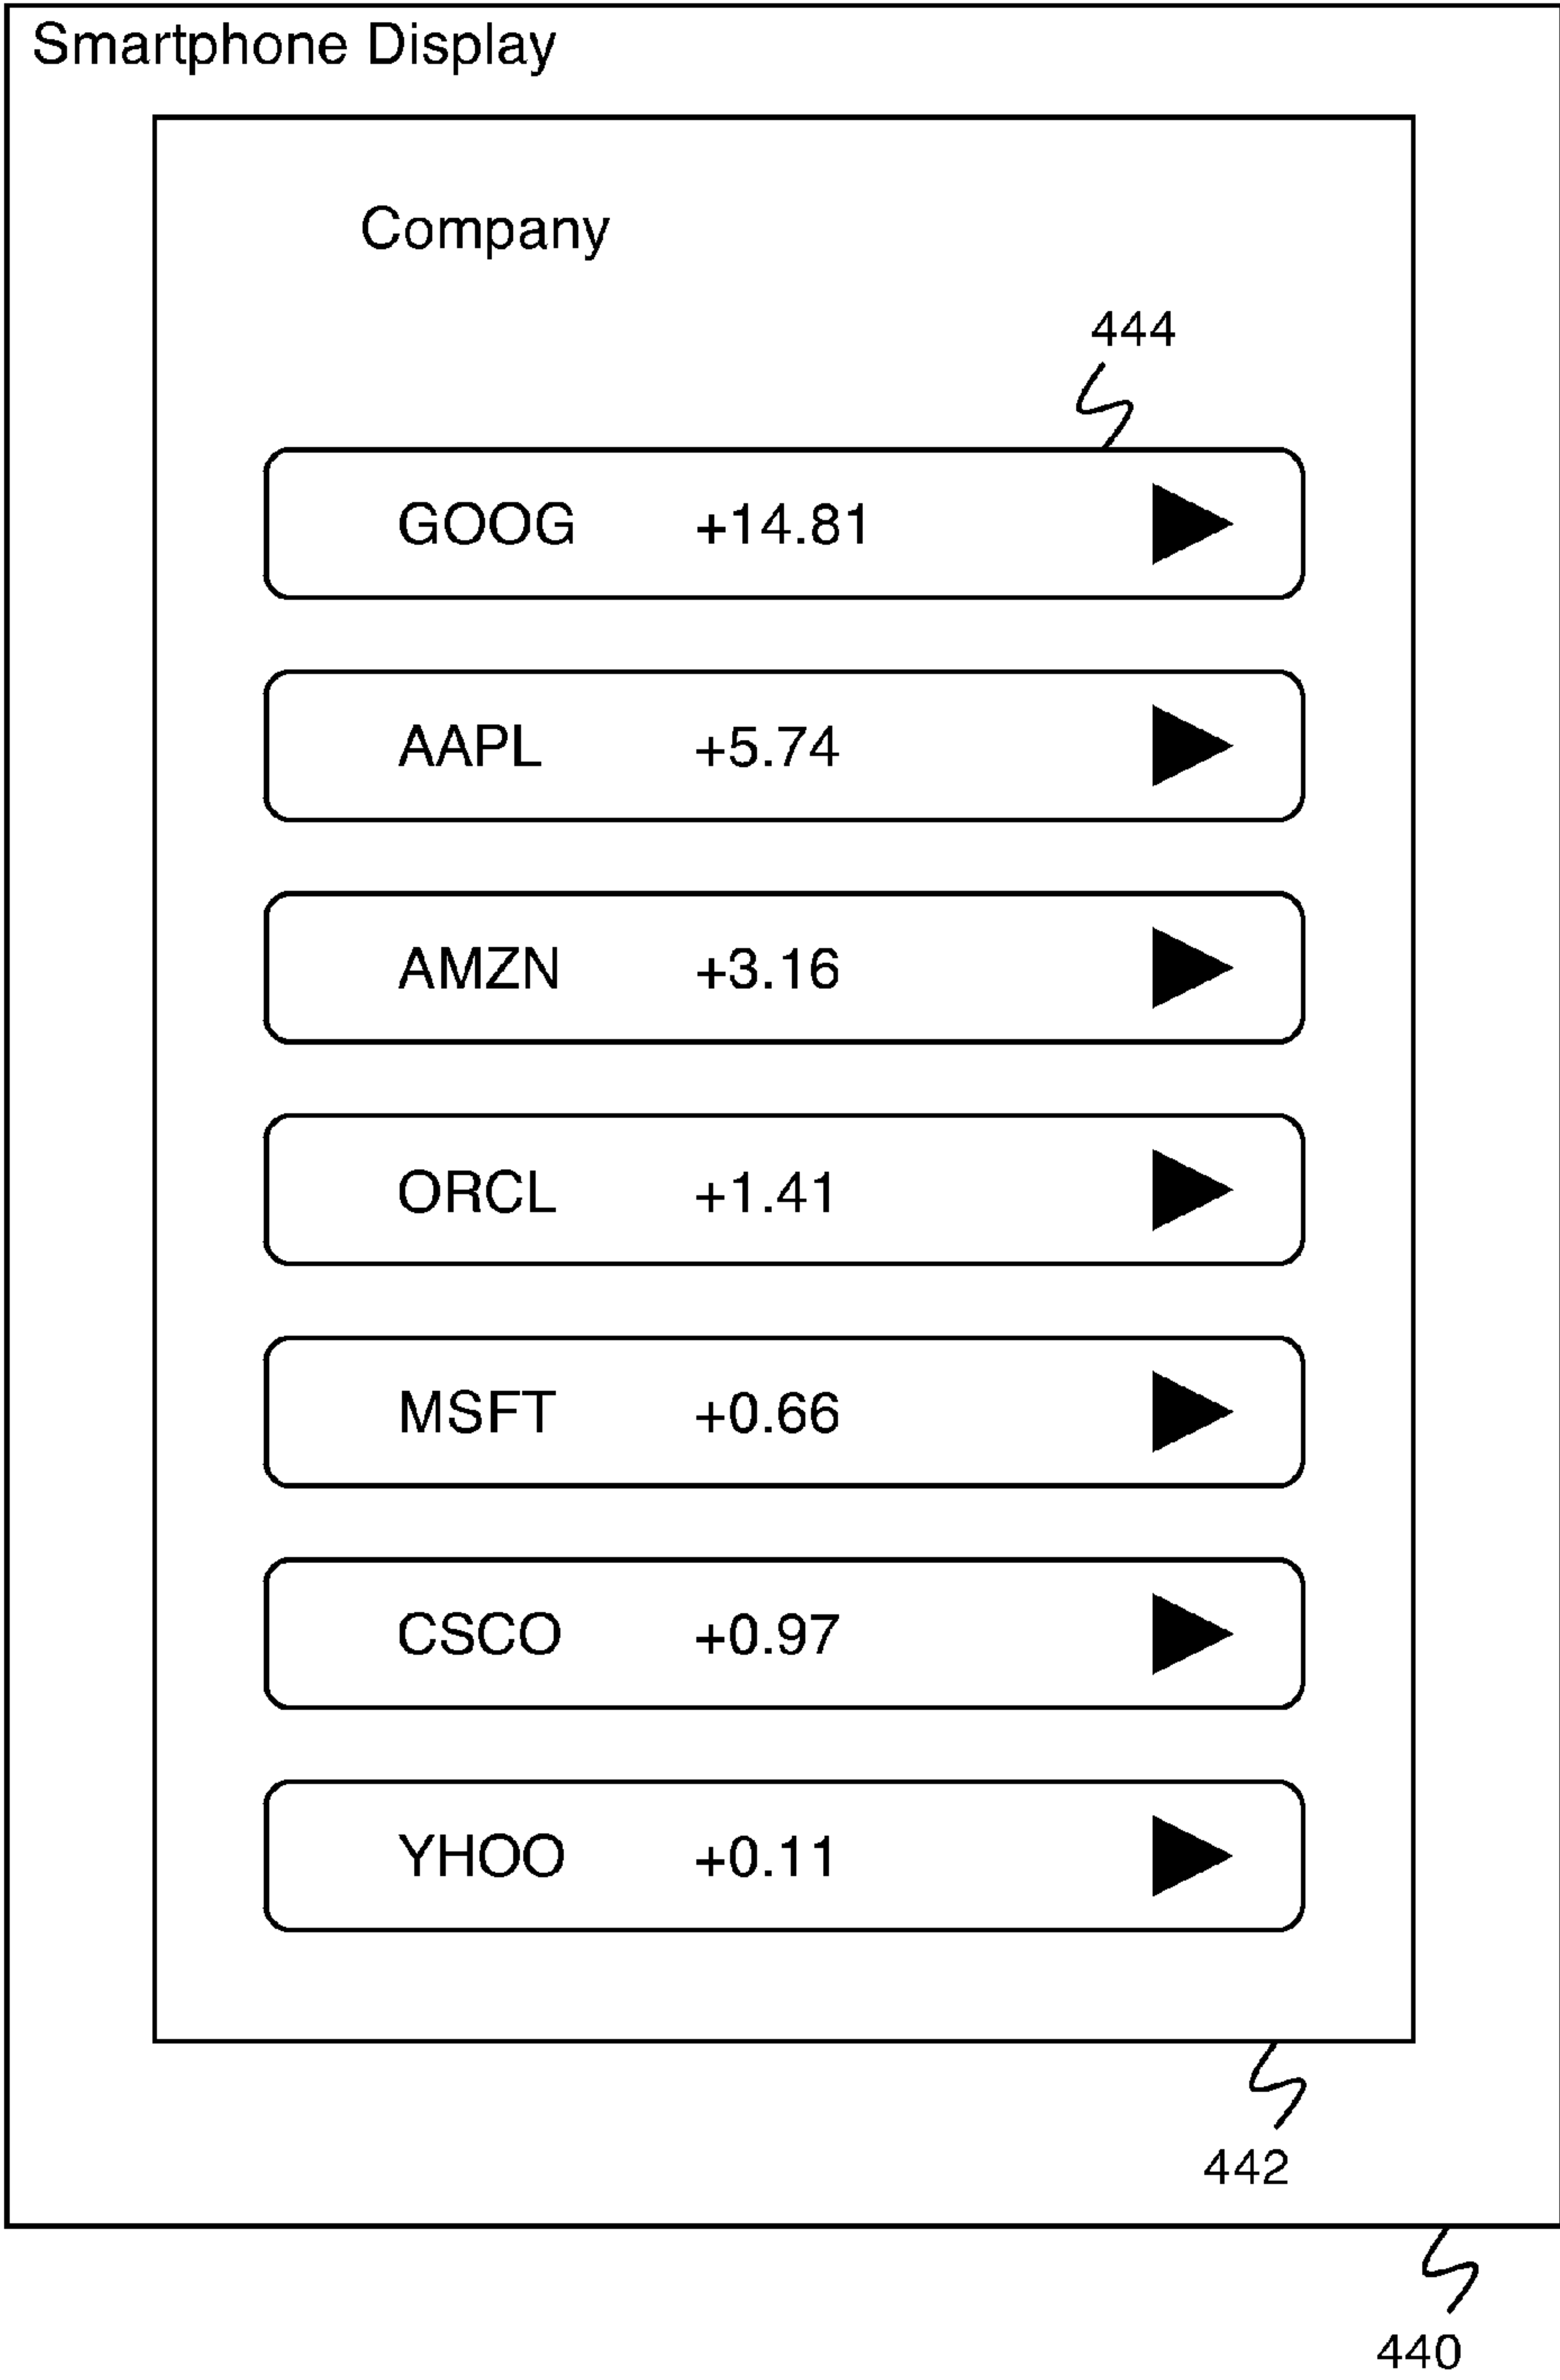 Smartphone Display
Company
444
GOOG +14.81
AAPL +5.74
AMZN +3.16
ORCL +1.41
MSFT +0.66
CSCO +0.97
YHOO +0.11
442
440